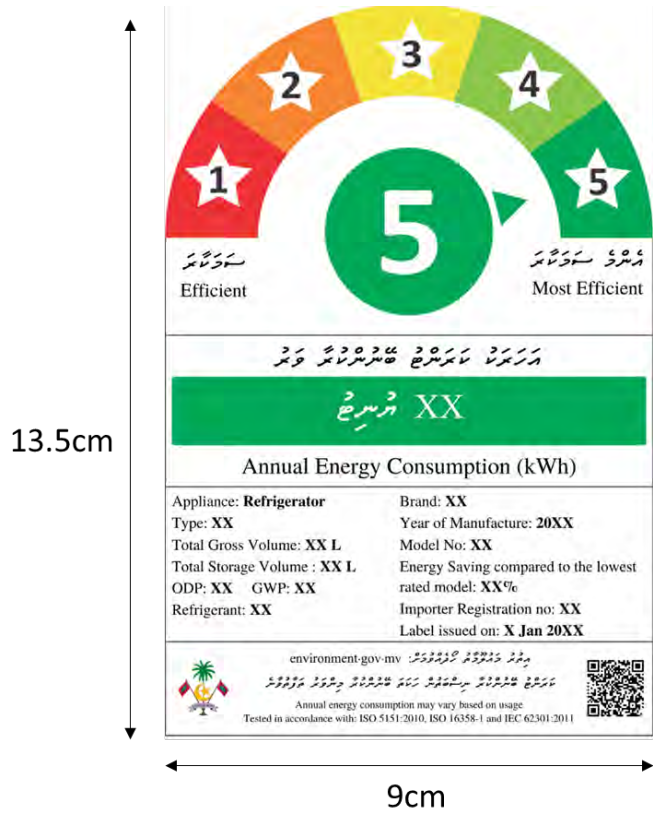 1
2
3
4
5
5
ސަމަކާރަ
Efficient
އެންމެ ސަމަކާރަ
Most Efficient
އަހަރަކު ކަރަންޓު ބޭނުންކުރާ ވަރު
XX ޔުނިޓު
Annual Energy Consumption (kWh)
Appliance: Refrigerator
Type: XX
Total Gross Volume: XX L
Total Storage Volume : XX L
ODP: XX GWP: XX
Refrigerant: XX
Brand: XX
Year of Manufacture: 20XX
Model No: XX
Energy Saving compared to the lowest
rated model: XX%
Importer Registration no: XX
Label issued on: X Jan 20XX
އިތުރު މައުލޫމާތު ހޯދެއްވުމަށް: environment.gov.mv
ކަރަންޓު ބޭނުންކުރާ ނިސްބަތުން ހަކަތަ ބޭނުންކުރާ މިންވަރު ތަފާތުވާނެ
Annual energy consumption may vary based on usage
Tested in accordance with: ISO 5151:2010, ISO 16358-1 and IEC 62301:2011
13.5cm
9cm